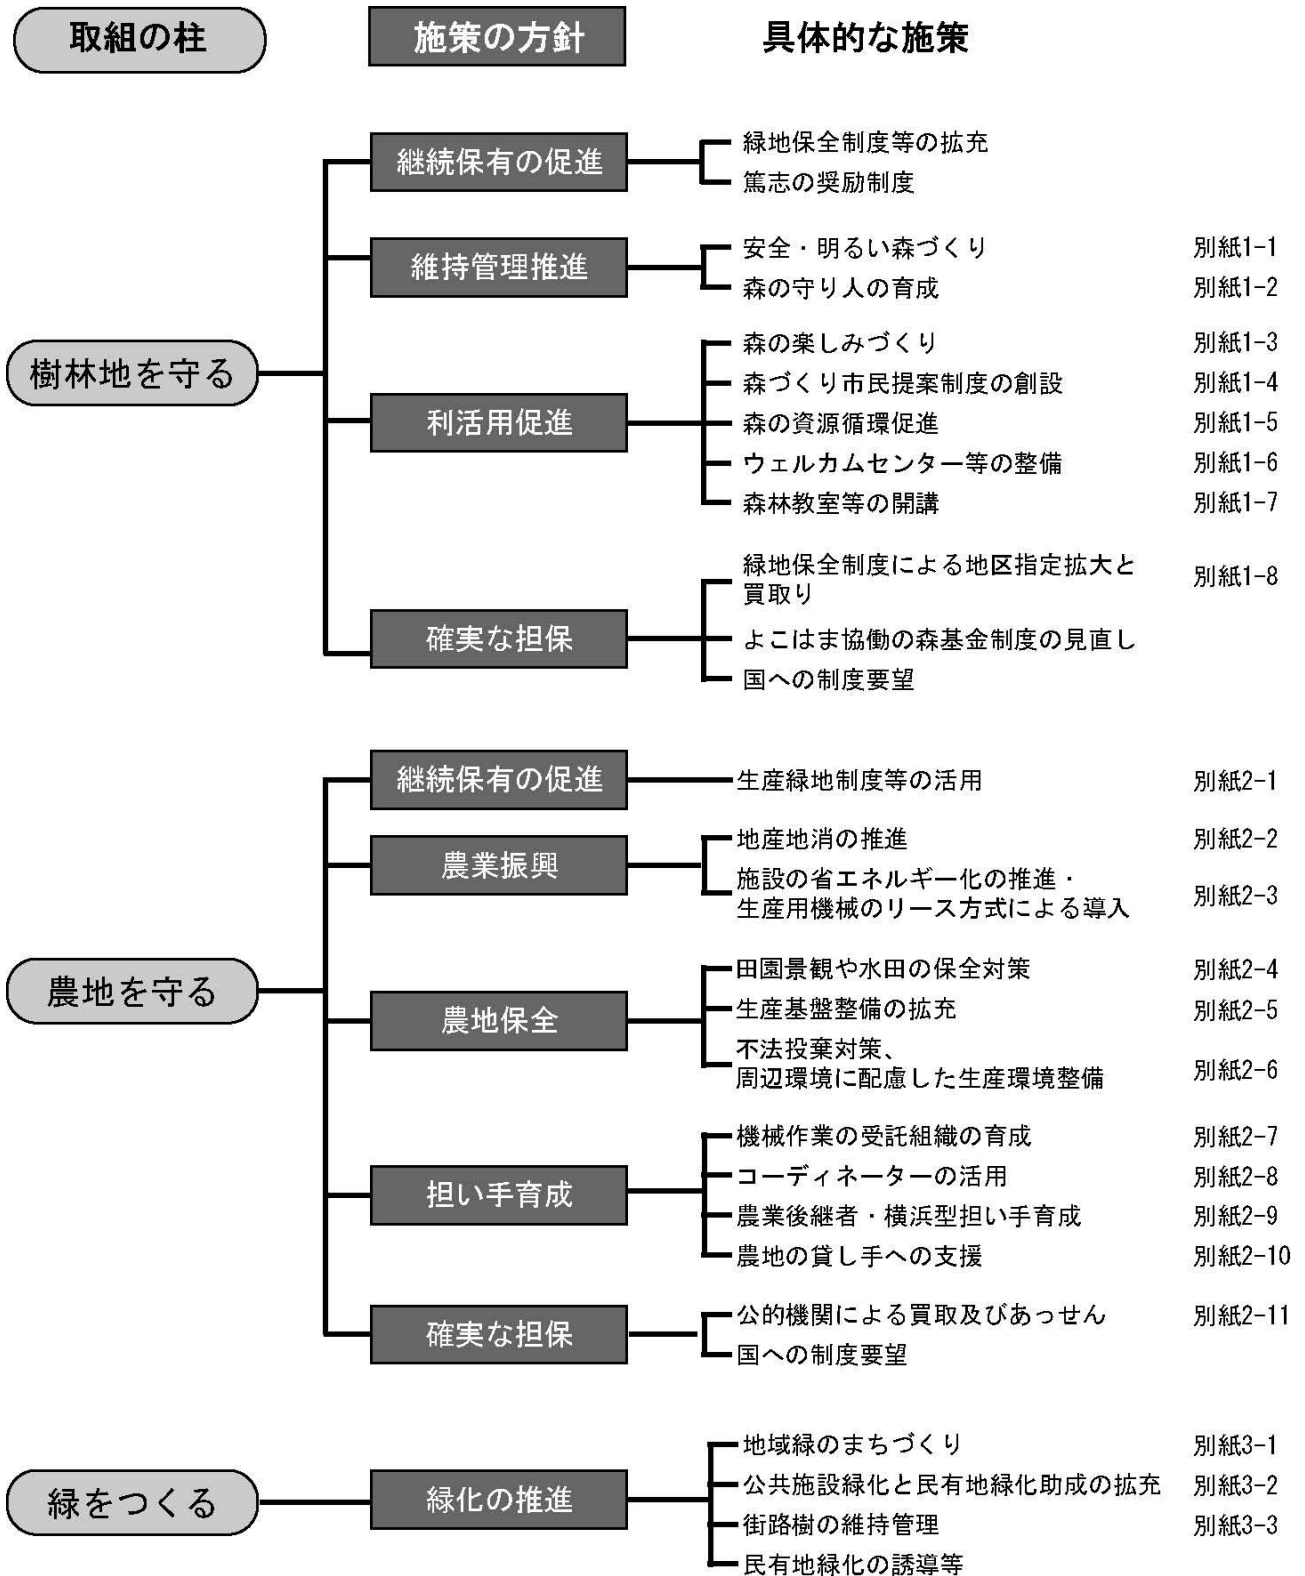 取組の柱
施策の方針
具体的な施策
樹林地を守る
継続保有の促進
緑地保全制度等の拡充
篤志の奨励制度
維持管理推進
安全・明るい森づくり 別紙1-1
森の守り人の育成 別紙1-2
利活用促進
森の楽しみづくり 別紙1-3
森づくり市民提案制度の創設 別紙1-4
森の資源循環促進 別紙1-5
ウェルカムセンター等の整備 別紙1-6
森林教室等の開講 別紙1-7
確実な担保
緑地保全制度による地区指定拡大と
買取り 別紙1-8
よこはま協働の森基金制度の見直し
国への制度要望
農地を守る
継続保有の促進
生産緑地制度等の活用 別紙2-1
農業振興
地産地消の推進 別紙2-2
施設の省エネルギー化の推進・
生産用機械のリース方式による導入 別紙2-3
農地保全
田園景観や水田の保全対策 別紙2-4
生産基盤整備の拡充 別紙2-5
不法投棄対策、
周辺環境に配慮した生産環境整備 別紙2-6
担い手育成
機械作業の受託組織の育成 別紙2-7
コーディネーターの活用 別紙2-8
農業後継者・横浜型担い手育成 別紙2-9
農地の貸し手への支援 別紙2-10
確実な担保
公的機関による買取及びあっせん 別紙2-11
国への制度要望
緑をつくる
緑化の推進
地域緑のまちづくり 別紙3-1
公共施設緑化と民有地緑化助成の拡充 別紙3-2
街路樹の維持管理 別紙3-3
民有地緑化の誘導等